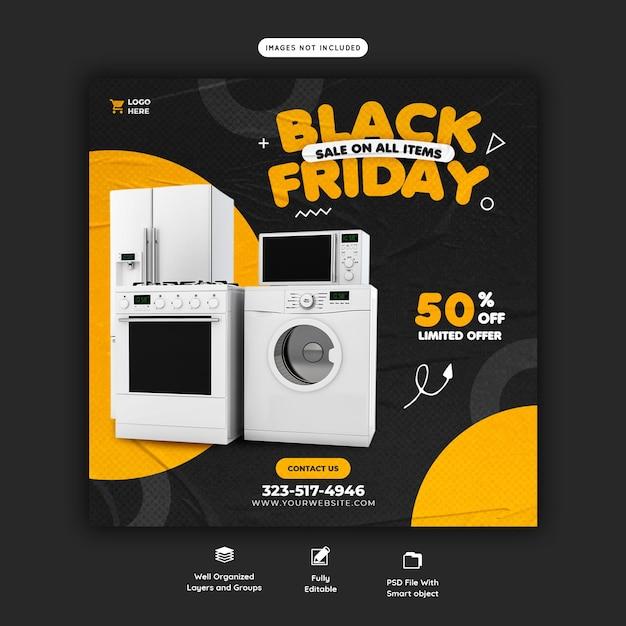 IMAGES NOT INCLUDED
LOGO
HERE
BLACK
SALE ON ALL ITEMS
FRIDAY
50% OFF
LIMITED OFFER
CONTACT US
323-517-4946
WWW.YOURWEBSITE.COM
Well Organized
Layers and Groups
Fully
Editable
PSD File With
Smart object